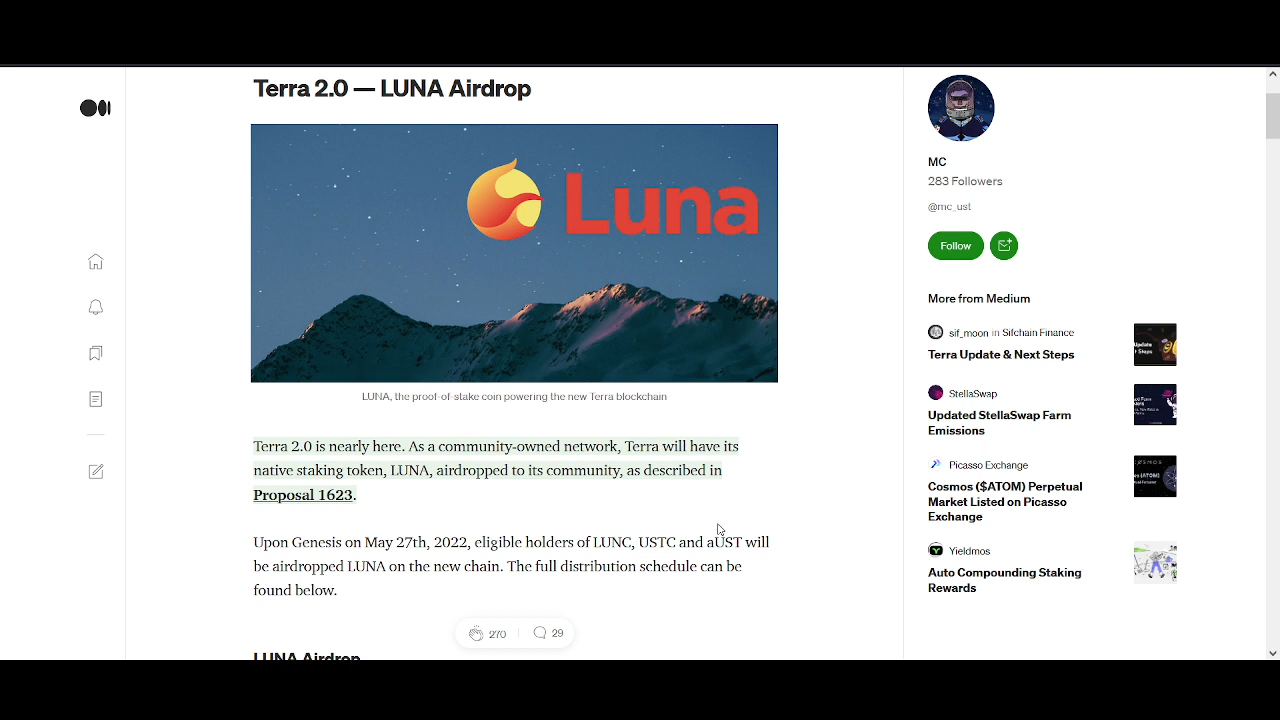 Terra 2.0 — LUNA Airdrop
Luna
LUNA, the proof-of-stake coin powering the new Terra blockchain
Terra 2.0 is nearly here. As a community-owned network, Terra will have its
native staking token, LUNA, airdropped to its community, as described in
Proposal 1623.
Upon Genesis on May 27th, 2022, eligible holders of LUNC, USTC and aUST will
be airdropped LUNA on the new chain. The full distribution schedule can be
found below.
270
29
LUNA Airdrop
MC
283 Followers
@mc_ust
Follow
More from Medium
sif_moon in Sifchain Finance
Terra Update & Next Steps
StellaSwap
Updated StellaSwap Farm
Emissions
Picasso Exchange
Cosmos ($ATOM) Perpetual
Market Listed on Picasso
Exchange
Yieldmos
Auto Compounding Staking
Rewards